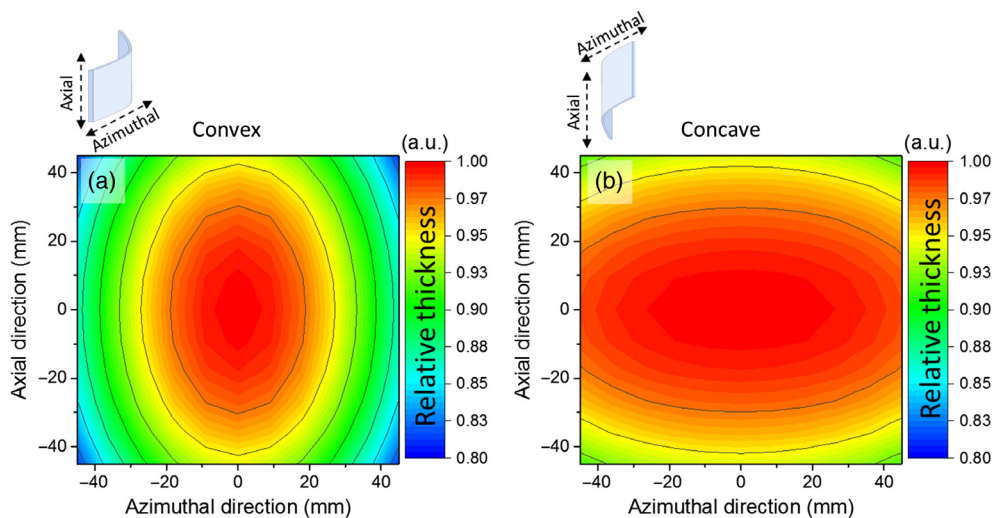 Axial
Azimuthal
Convex
(a)
40
20
0
−20
−40
Axial direction (mm)
−40 −20 0 20 40
Azimuthal direction (mm)
(a.u.)
1.00
0.97
0.95
0.93
0.90
0.88
0.85
0.83
0.80
Relative thickness
Azimuthal
Axial
Concave
(b)
40
20
0
−20
−40
Axial direction (mm)
−40 −20 0 20 40
Azimuthal direction (mm)
(a.u.)
1.00
0.97
0.95
0.93
0.90
0.88
0.85
0.83
0.80
Relative thickness